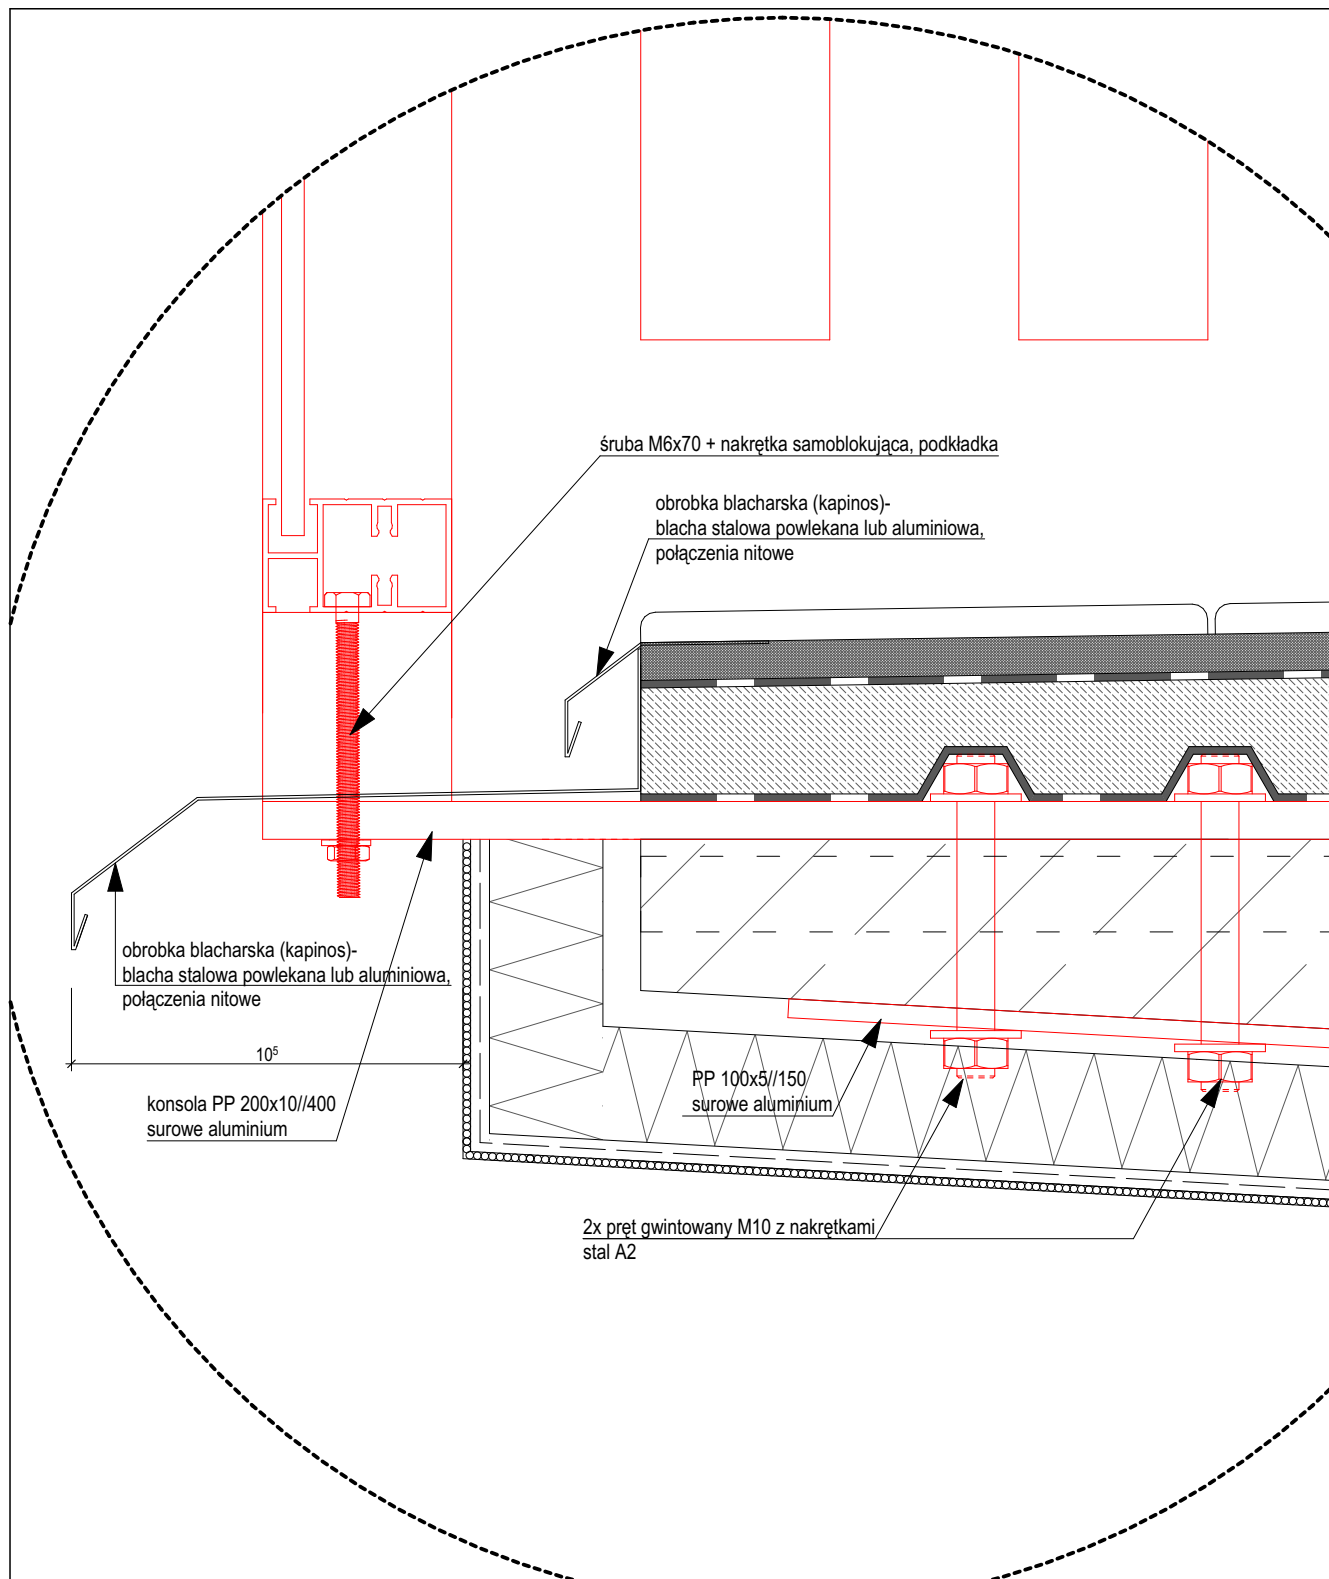 śruba M6x70 + nakrętka samoblokująca, podkładka
obrobka blacharska (kapinos)-
blacha stalowa powlekana lub aluminiowa,
połączenia nitowe
obrobka blacharska (kapinos)-
blacha stalowa powlekana lub aluminiowa,
połączenia nitowe
10⁵
PP 100x5//150
surowe aluminium
konsola PP 200x10//400
surowe aluminium
2x pręt gwintowany M10 z nakrętkami
stal A2